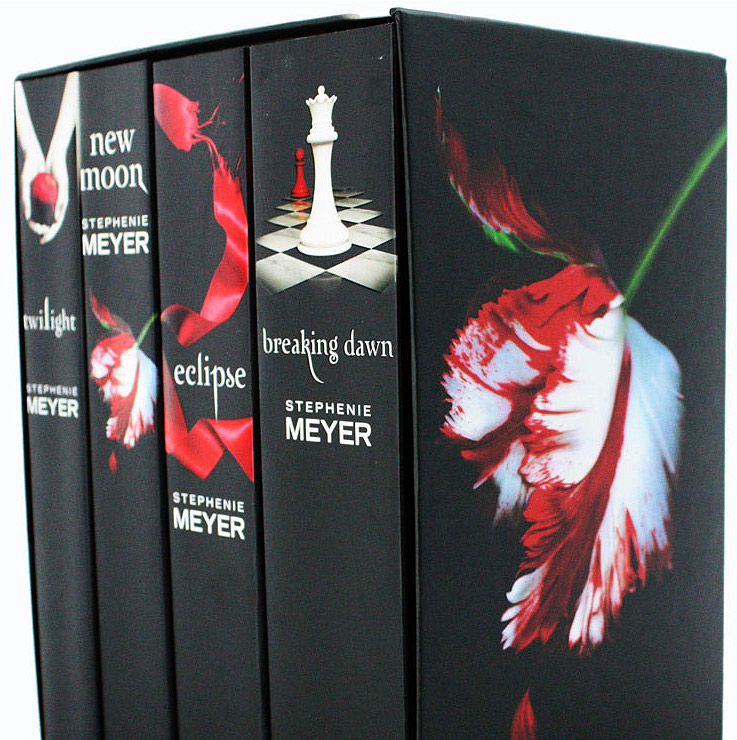 twilight
STEPHENIE
MEYER
new
moon
STEPHENIE
MEYER
eclipse
STEPHENIE
MEYER
breaking dawn
STEPHENIE
MEYER